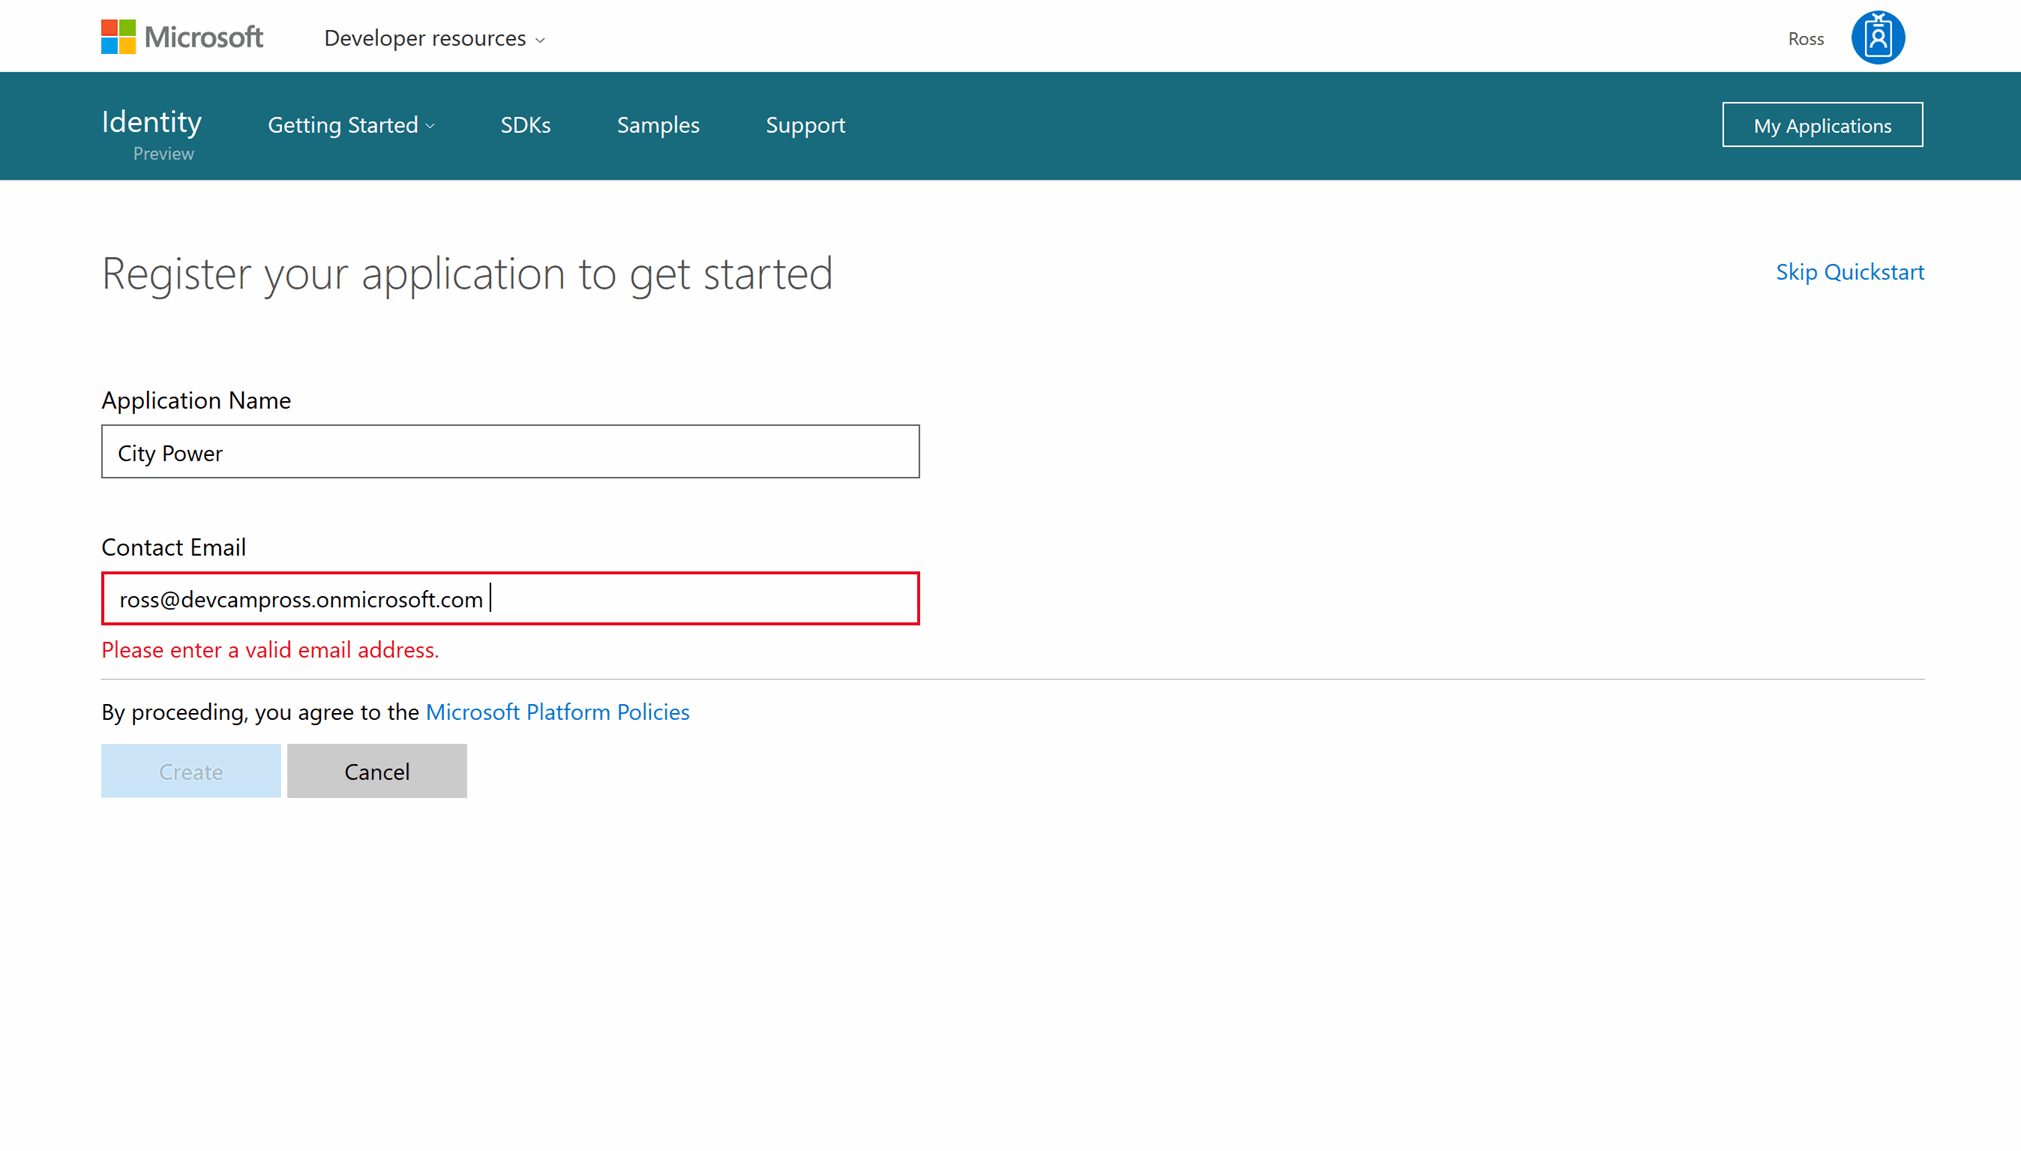 Microsoft
Developer resources
Ross
Identity
Preview
Getting Started
SDKs
Samples
Support
My Applications
Register your application to get started
Skip Quickstart
Application Name
City Power
Contact Email
ross@devcampross.onmicrosoft.com
Please enter a valid email address.
By proceeding, you agree to the Microsoft Platform Policies
Create
Cancel